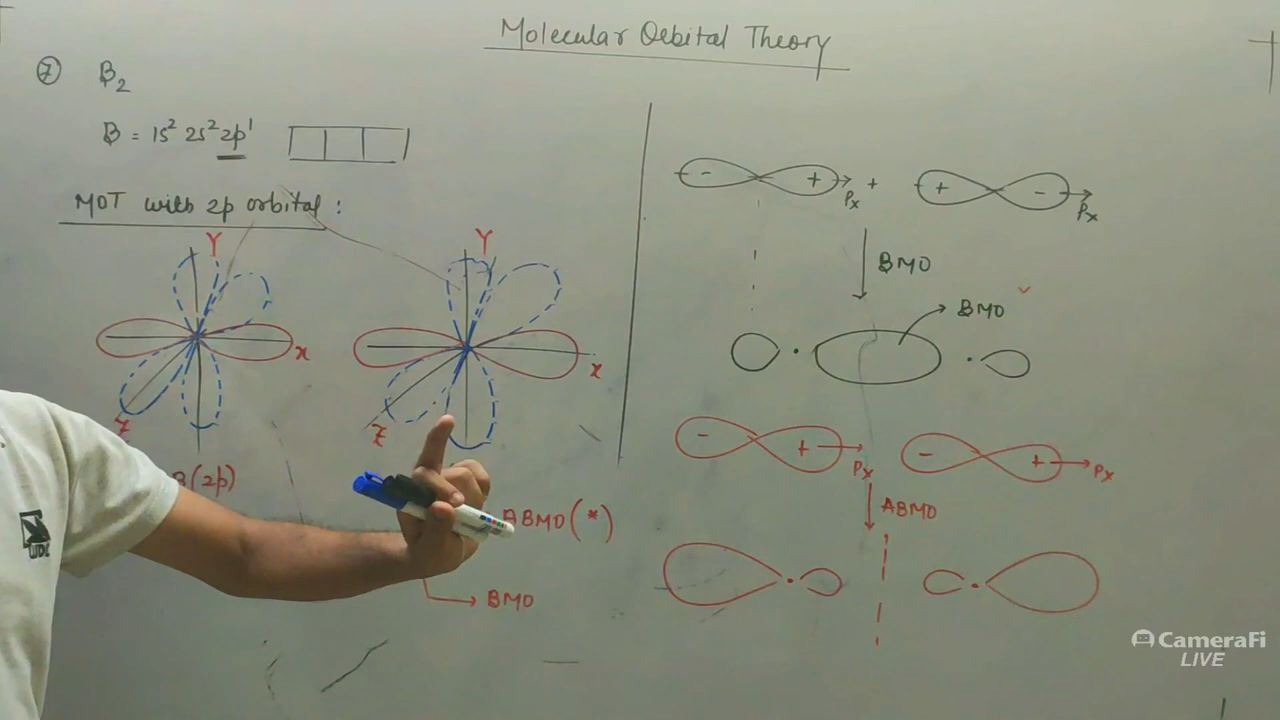 Molecular Orbital Theory
⑦ B₂
B = 1s² 2s² 2p¹
MOT with 2p orbital :
Y
x
Z
B(2p)
Y
x
Z
ABMO(*)
BMO
- + Px + + - Px
BMO
BMO
- + Px - + Px
ABMO
CameraFi
LIVE